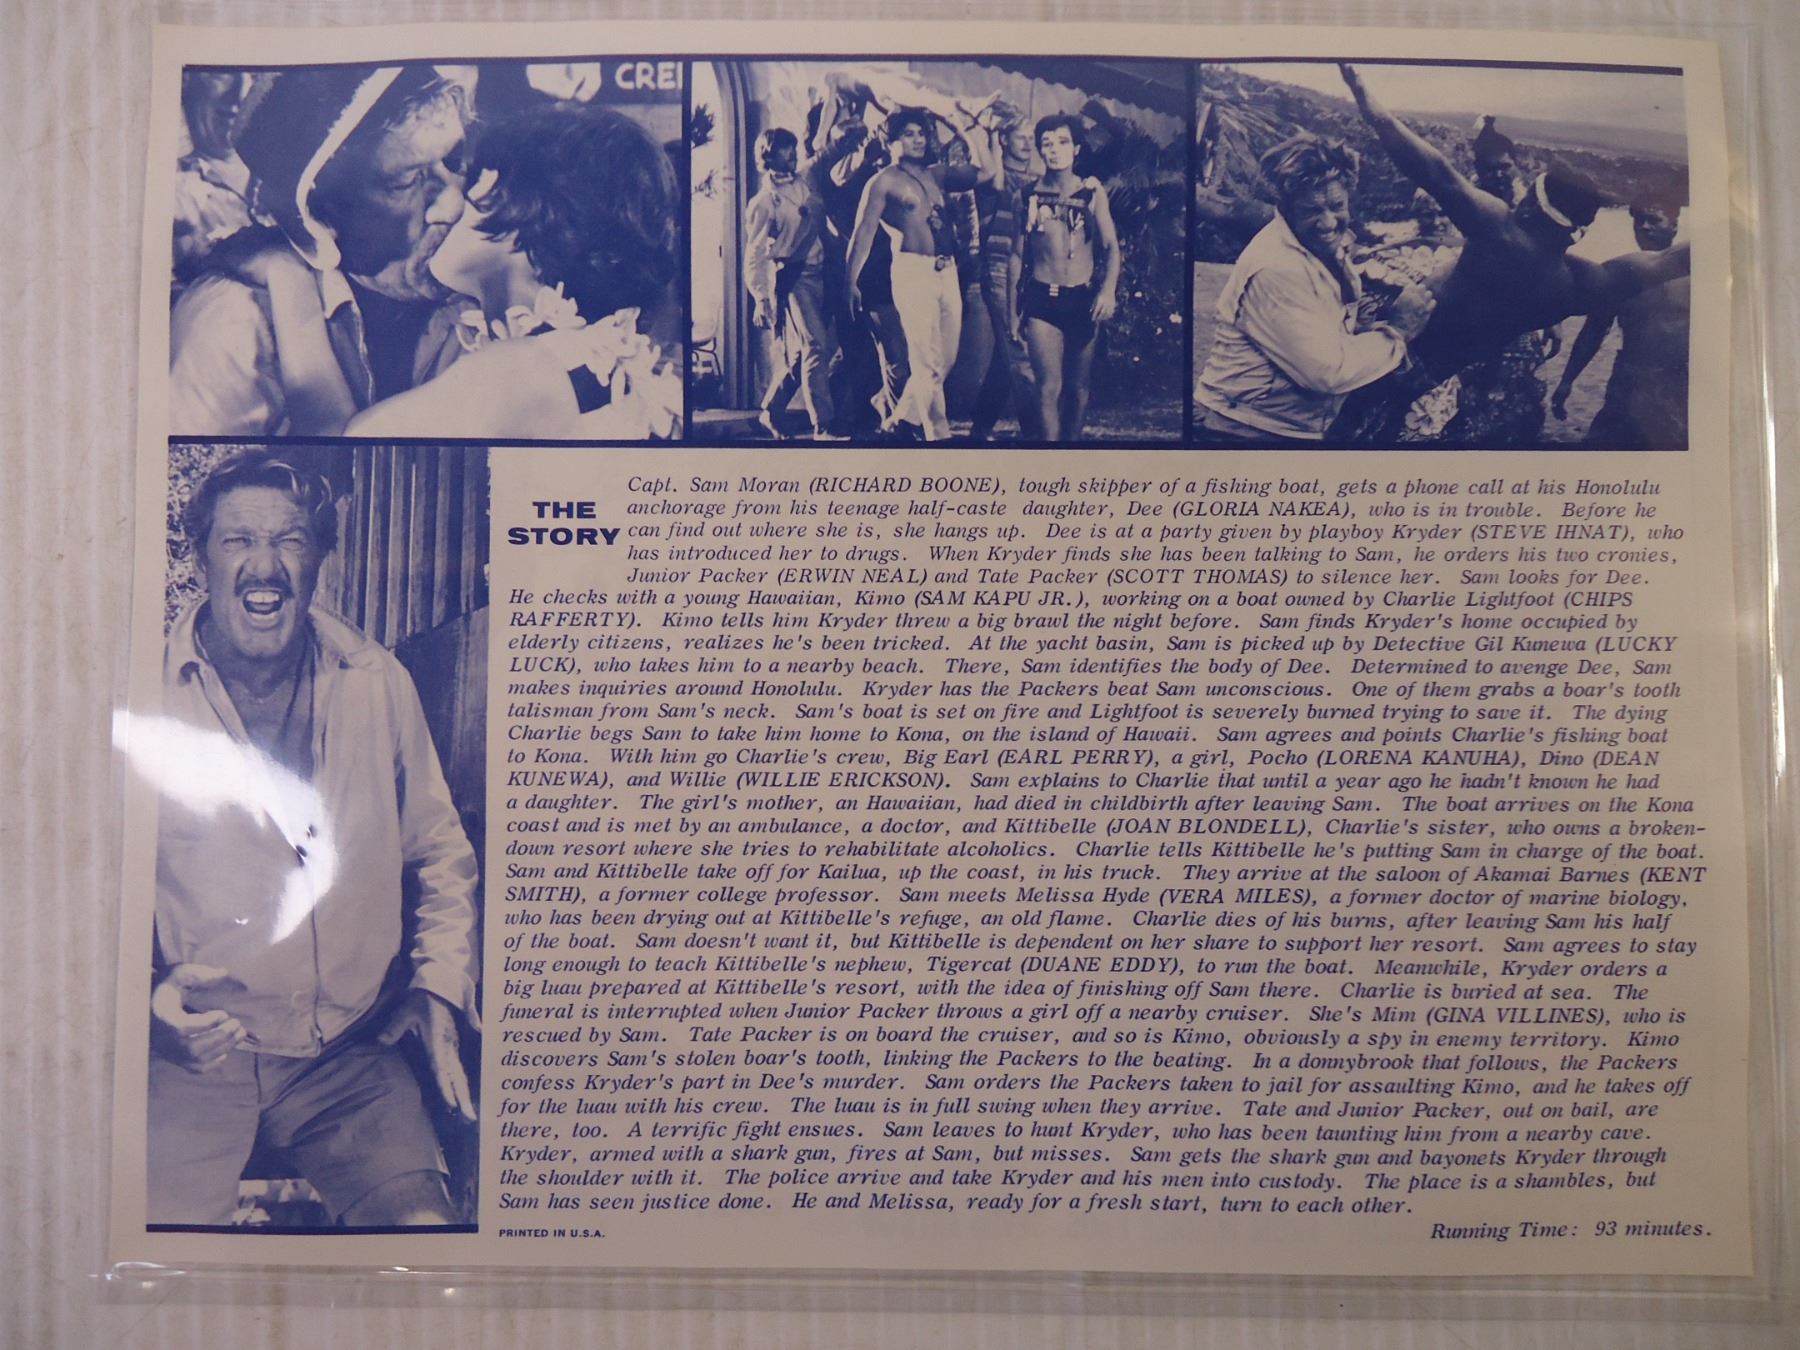 CREI
THE
STORY
Capt. Sam Moran (RICHARD BOONE), tough skipper of a fishing boat, gets a phone call at his Honolulu
anchorage from his teenage half-caste daughter, Dee (GLORIA NAKEA), who is in trouble. Before he
can find out where she is, she hangs up. Dee is at a party given by playboy Kryder (STEVE IHNAT), who
has introduced her to drugs. When Kryder finds she has been talking to Sam, he orders his two cronies,
Junior Packer (ERWIN NEAL) and Tate Packer (SCOTT THOMAS) to silence her. Sam looks for Dee.
He checks with a young Hawaiian, Kimo (SAM KAPU JR.), working on a boat owned by Charlie Lightfoot (CHIPS
RAFFERTY). Kimo tells him Kryder threw a big brawl the night before. Sam finds Kryder's home occupied by
elderly citizens, realizes he's been tricked. At the yacht basin, Sam is picked up by Detective Gil Kunewa (LUCKY
LUCK), who takes him to a nearby beach. There, Sam identifies the body of Dee. Determined to avenge Dee, Sam
makes inquiries around Honolulu. Kryder has the Packers beat Sam unconscious. One of them grabs a boar's tooth
talisman from Sam's neck. Sam's boat is set on fire and Lightfoot is severely burned trying to save it. The dying
Charlie begs Sam to take him home to Kona, on the island of Hawaii. Sam agrees and points Charlie's fishing boat
to Kona. With him go Charlie's crew, Big Earl (EARL PERRY), a girl, Pocho (LORENA KANUHA), Dino (DEAN
KUNEWA), and Willie (WILLIE ERICKSON). Sam explains to Charlie that until a year ago he hadn't known he had
a daughter. The girl's mother, an Hawaiian, had died in childbirth after leaving Sam. The boat arrives on the Kona
coast and is met by an ambulance, a doctor, and Kittibelle (JOAN BLONDELL), Charlie's sister, who owns a broken-
down resort where she tries to rehabilitate alcoholics. Charlie tells Kittibelle he's putting Sam in charge of the boat.
Sam and Kittibelle take off for Kailua, up the coast, in his truck. They arrive at the saloon of Akamai Barnes (KENT
SMITH), a former college professor. Sam meets Melissa Hyde (VERA MILES), a former doctor of marine biology,
who has been drying out at Kittibelle's refuge, an old flame. Charlie dies of his burns, after leaving Sam his half
of the boat. Sam doesn't want it, but Kittibelle is dependent on her share to support her resort. Sam agrees to stay
long enough to teach Kittibelle's nephew, Tigercat (DUANE EDDY), to run the boat. Meanwhile, Kryder orders a
big luau prepared at Kittibelle's resort, with the idea of finishing off Sam there. Charlie is buried at sea. The
funeral is interrupted when Junior Packer throws a girl off a nearby cruiser. She's Mim (GINA VILLINES), who is
rescued by Sam. Tate Packer is on board the cruiser, and so is Kimo, obviously a spy in enemy territory. Kimo
discovers Sam's stolen boar's tooth, linking the Packers to the beating. In a donnybrook that follows, the Packers
confess Kryder's part in Dee's murder. Sam orders the Packers taken to jail for assaulting Kimo, and he takes off
for the luau with his crew. The luau is in full swing when they arrive. Tate and Junior Packer, out on bail, are
there, too. A terrific fight ensues. Sam leaves to hunt Kryder, who has been taunting him from a nearby cave.
Kryder, armed with a shark gun, fires at Sam, but misses. Sam gets the shark gun and bayonets Kryder through
the shoulder with it. The police arrive and take Kryder and his men into custody. The place is a shambles, but
Sam has seen justice done. He and Melissa, ready for a fresh start, turn to each other.
PRINTED IN U.S.A.
Running Time: 93 minutes.